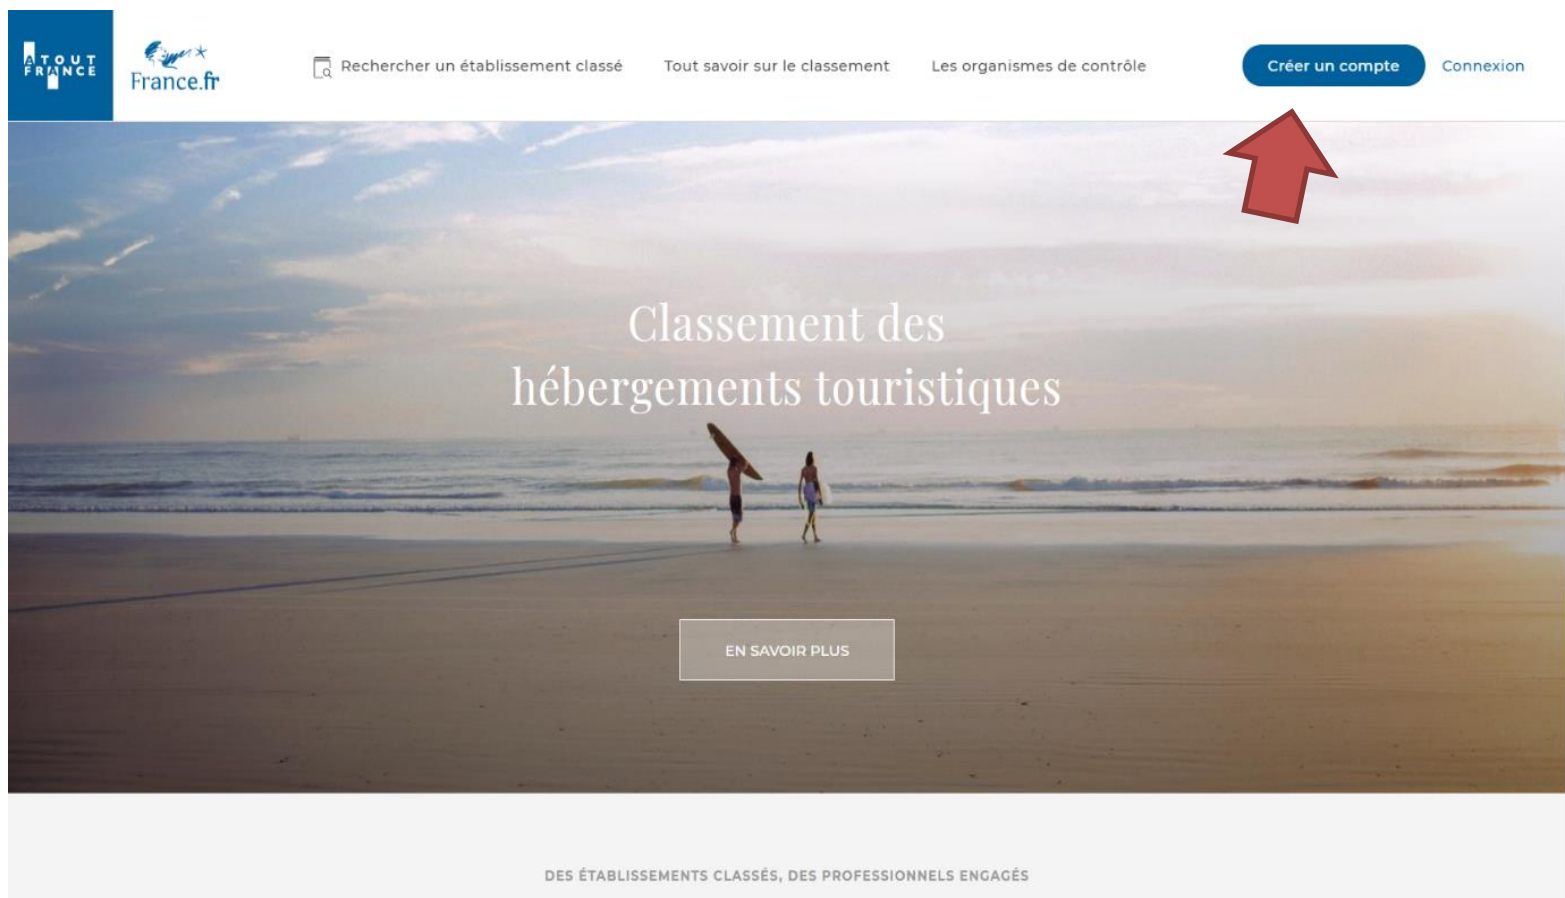 ATOUT
FRANCE
France.fr
Rechercher un établissement classé
Tout savoir sur le classement
Les organismes de contrôle
Créer un compte
Connexion
Classement des
hébergements touristiques
EN SAVOIR PLUS
DES ÉTABLISSEMENTS CLASSÉS, DES PROFESSIONNELS ENGAGÉS